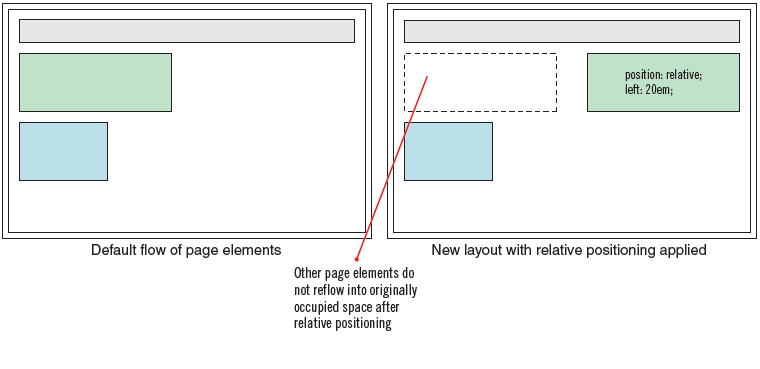 position: relative;
left: 20em;
Default flow of page elements
New layout with relative positioning applied
Other page elements do
not reflow into originally
occupied space after
relative positioning